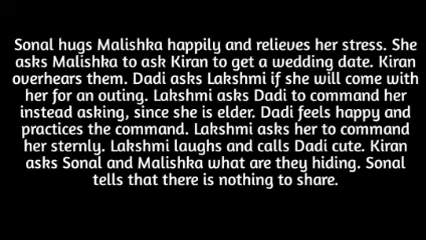 Sonal hugs Malishka happily and relieves her stress. She
asks Malishka to ask Kiran to get a wedding date. Kiran
overhears them. Dadi asks Lakshmi if she will come with
her for an outing. Lakshmi asks Dadi to command her
instead asking, since she is elder. Dadi feels happy and
practices the command. Lakshmi asks her to command
her sternly. Lakshmi laughs and calls Dadi cute. Kiran
asks Sonal and Malishka what are they hiding. Sonal
tells that there is nothing to share.